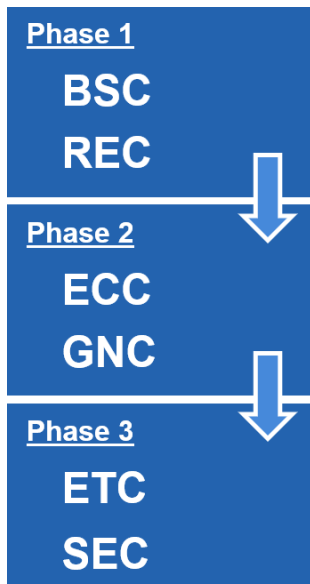 Phase 1
BSC
REC
Phase 2
ECC
GNC
Phase 3
ETC
SEC